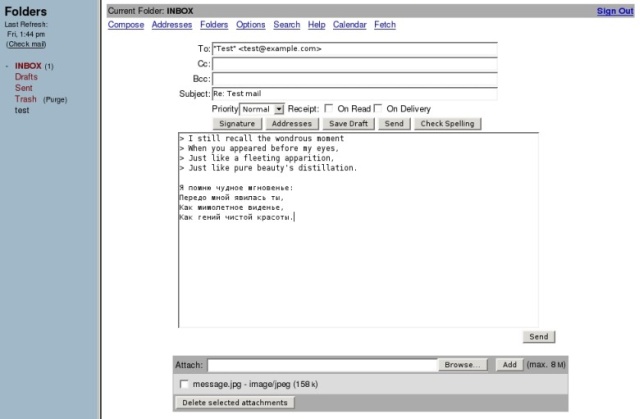 Folders
Last Refresh:
Fri, 1:44 pm
(Check mail)
- INBOX (1)
Drafts
Sent
Trash (Purge)
test
Current Folder: INBOX Sign Out
Compose Addresses Folders Options Search Help Calendar Fetch
To: "Test" <test@example.com>
Cc:
Bcc:
Subject: Re: Test mail
Priority Normal Receipt: On Read On Delivery
Signature Addresses Save Draft Send Check Spelling
> I still recall the wondrous moment
> When you appeared before my eyes,
> Just like a fleeting apparition,
> Just like pure beauty's distillation.
Я помню чудное мгновенье:
Передо мной явилась ты,
Как мимолетное виденье,
Как гений чистой красоты.
Send
Attach: Browse... Add (max. 8 M)
message.jpg - image/jpeg (158 k)
Delete selected attachments